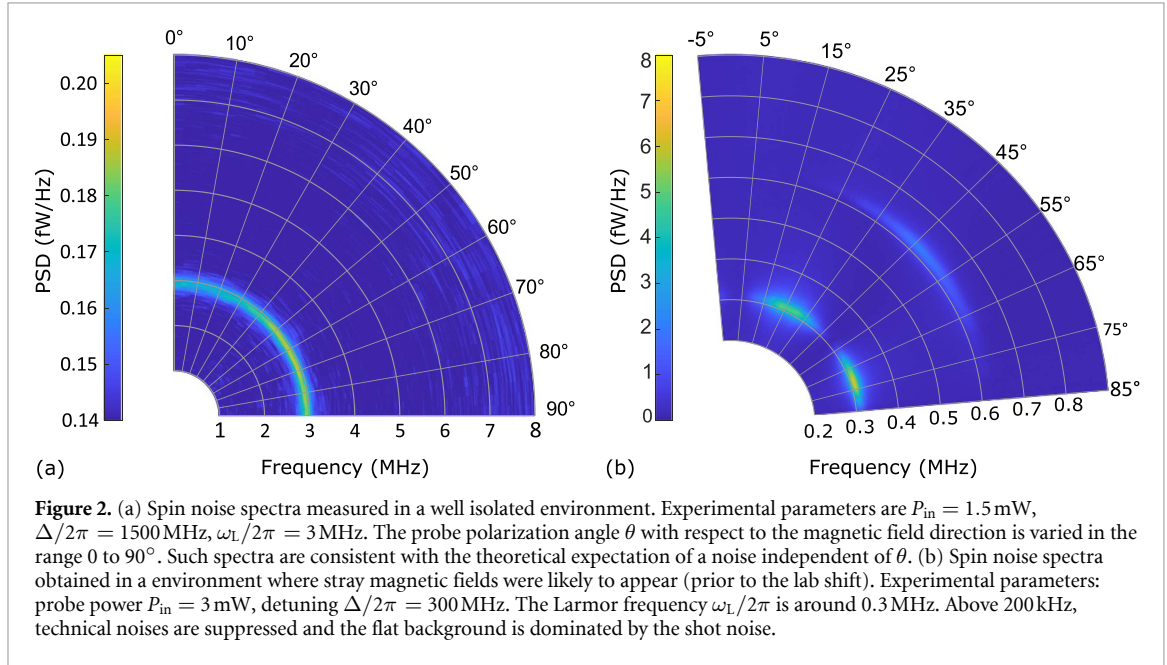 0°
10°
20°
30°
40°
50°
60°
70°
80°
90°
0.20
0.19
0.18
0.17
0.16
0.15
0.14
PSD (fW/Hz)
1 2 3 4 5 6 7 8
(a)
Frequency (MHz)
-5°
5°
15°
25°
35°
45°
55°
65°
75°
85°
8
7
6
5
4
3
2
1
0
PSD (fW/Hz)
0.2 0.3 0.4 0.5 0.6 0.7 0.8
(b)
Frequency (MHz)
Figure 2. (a) Spin noise spectra measured in a well isolated environment. Experimental parameters are P_in = 1.5 mW,
Δ/2π = 1500 MHz, ω_L/2π = 3 MHz. The probe polarization angle θ with respect to the magnetic field direction is varied in the
range 0 to 90°. Such spectra are consistent with the theoretical expectation of a noise independent of θ. (b) Spin noise spectra
obtained in a environment where stray magnetic fields were likely to appear (prior to the lab shift). Experimental parameters:
probe power P_in = 3 mW, detuning Δ/2π = 300 MHz. The Larmor frequency ω_L/2π is around 0.3 MHz. Above 200 kHz,
technical noises are suppressed and the flat background is dominated by the shot noise.